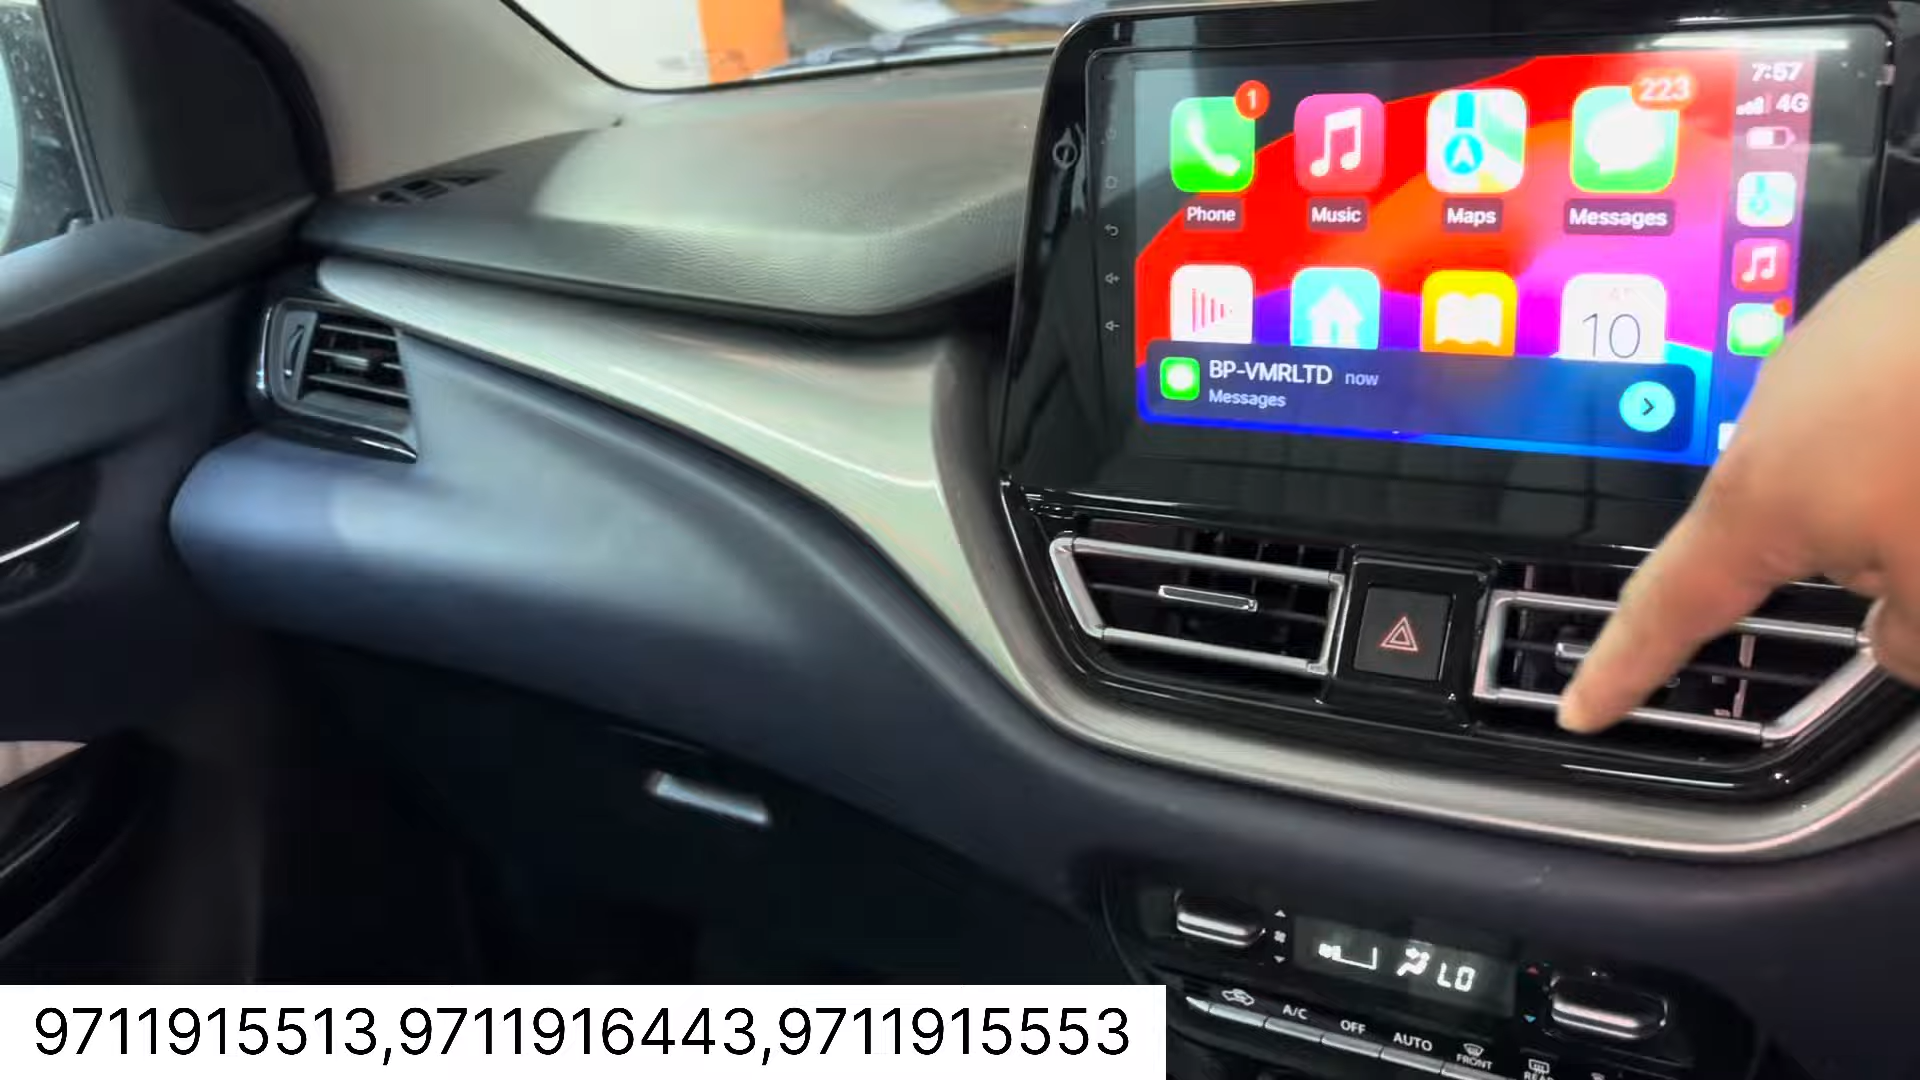 7:57
1
223
4G
Phone
Music
Maps
Messages
10
BP-VMRLTD now
Messages
LO
A/C
OFF
AUTO
FRONT
REAR
9711915513,9711916443,9711915553